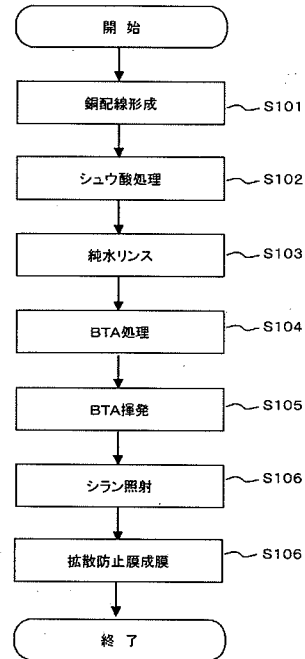 開 始
銅配線形成 S101
シュウ酸処理 S102
純水リンス S103
BTA処理 S104
BTA揮発 S105
シラン照射 S106
拡散防止膜成膜 S106
終 了